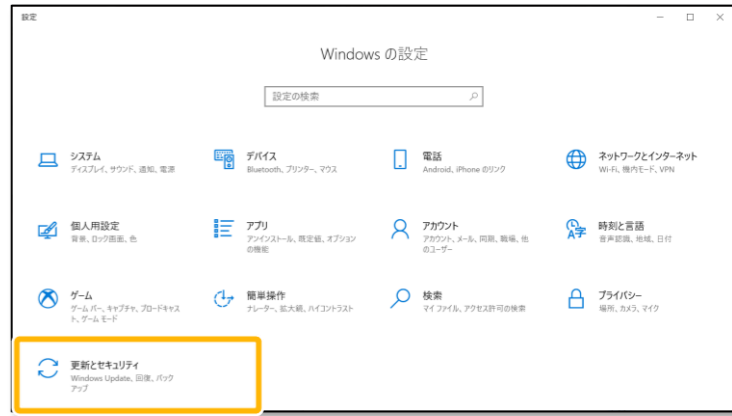 設定
Windows の設定
設定の検索
システム
ディスプレイ、サウンド、通知、電源
デバイス
Bluetooth、プリンター、マウス
電話
Android、iPhone のリンク
ネットワークとインターネット
Wi-Fi、機内モード、VPN
個人用設定
背景、ロック画面、色
アプリ
アンインストール、既定値、オプション
の機能
アカウント
アカウント、メール、同期、職場、他
のユーザー
時刻と言語
音声認識、地域、日付
ゲーム
ゲーム バー、キャプチャ、ブロードキャス
ト、ゲーム モード
簡単操作
ナレーター、拡大鏡、ハイコントラスト
検索
マイ ファイル、アクセス許可の検索
プライバシー
場所、カメラ、マイク
更新とセキュリティ
Windows Update、回復、バック
アップ